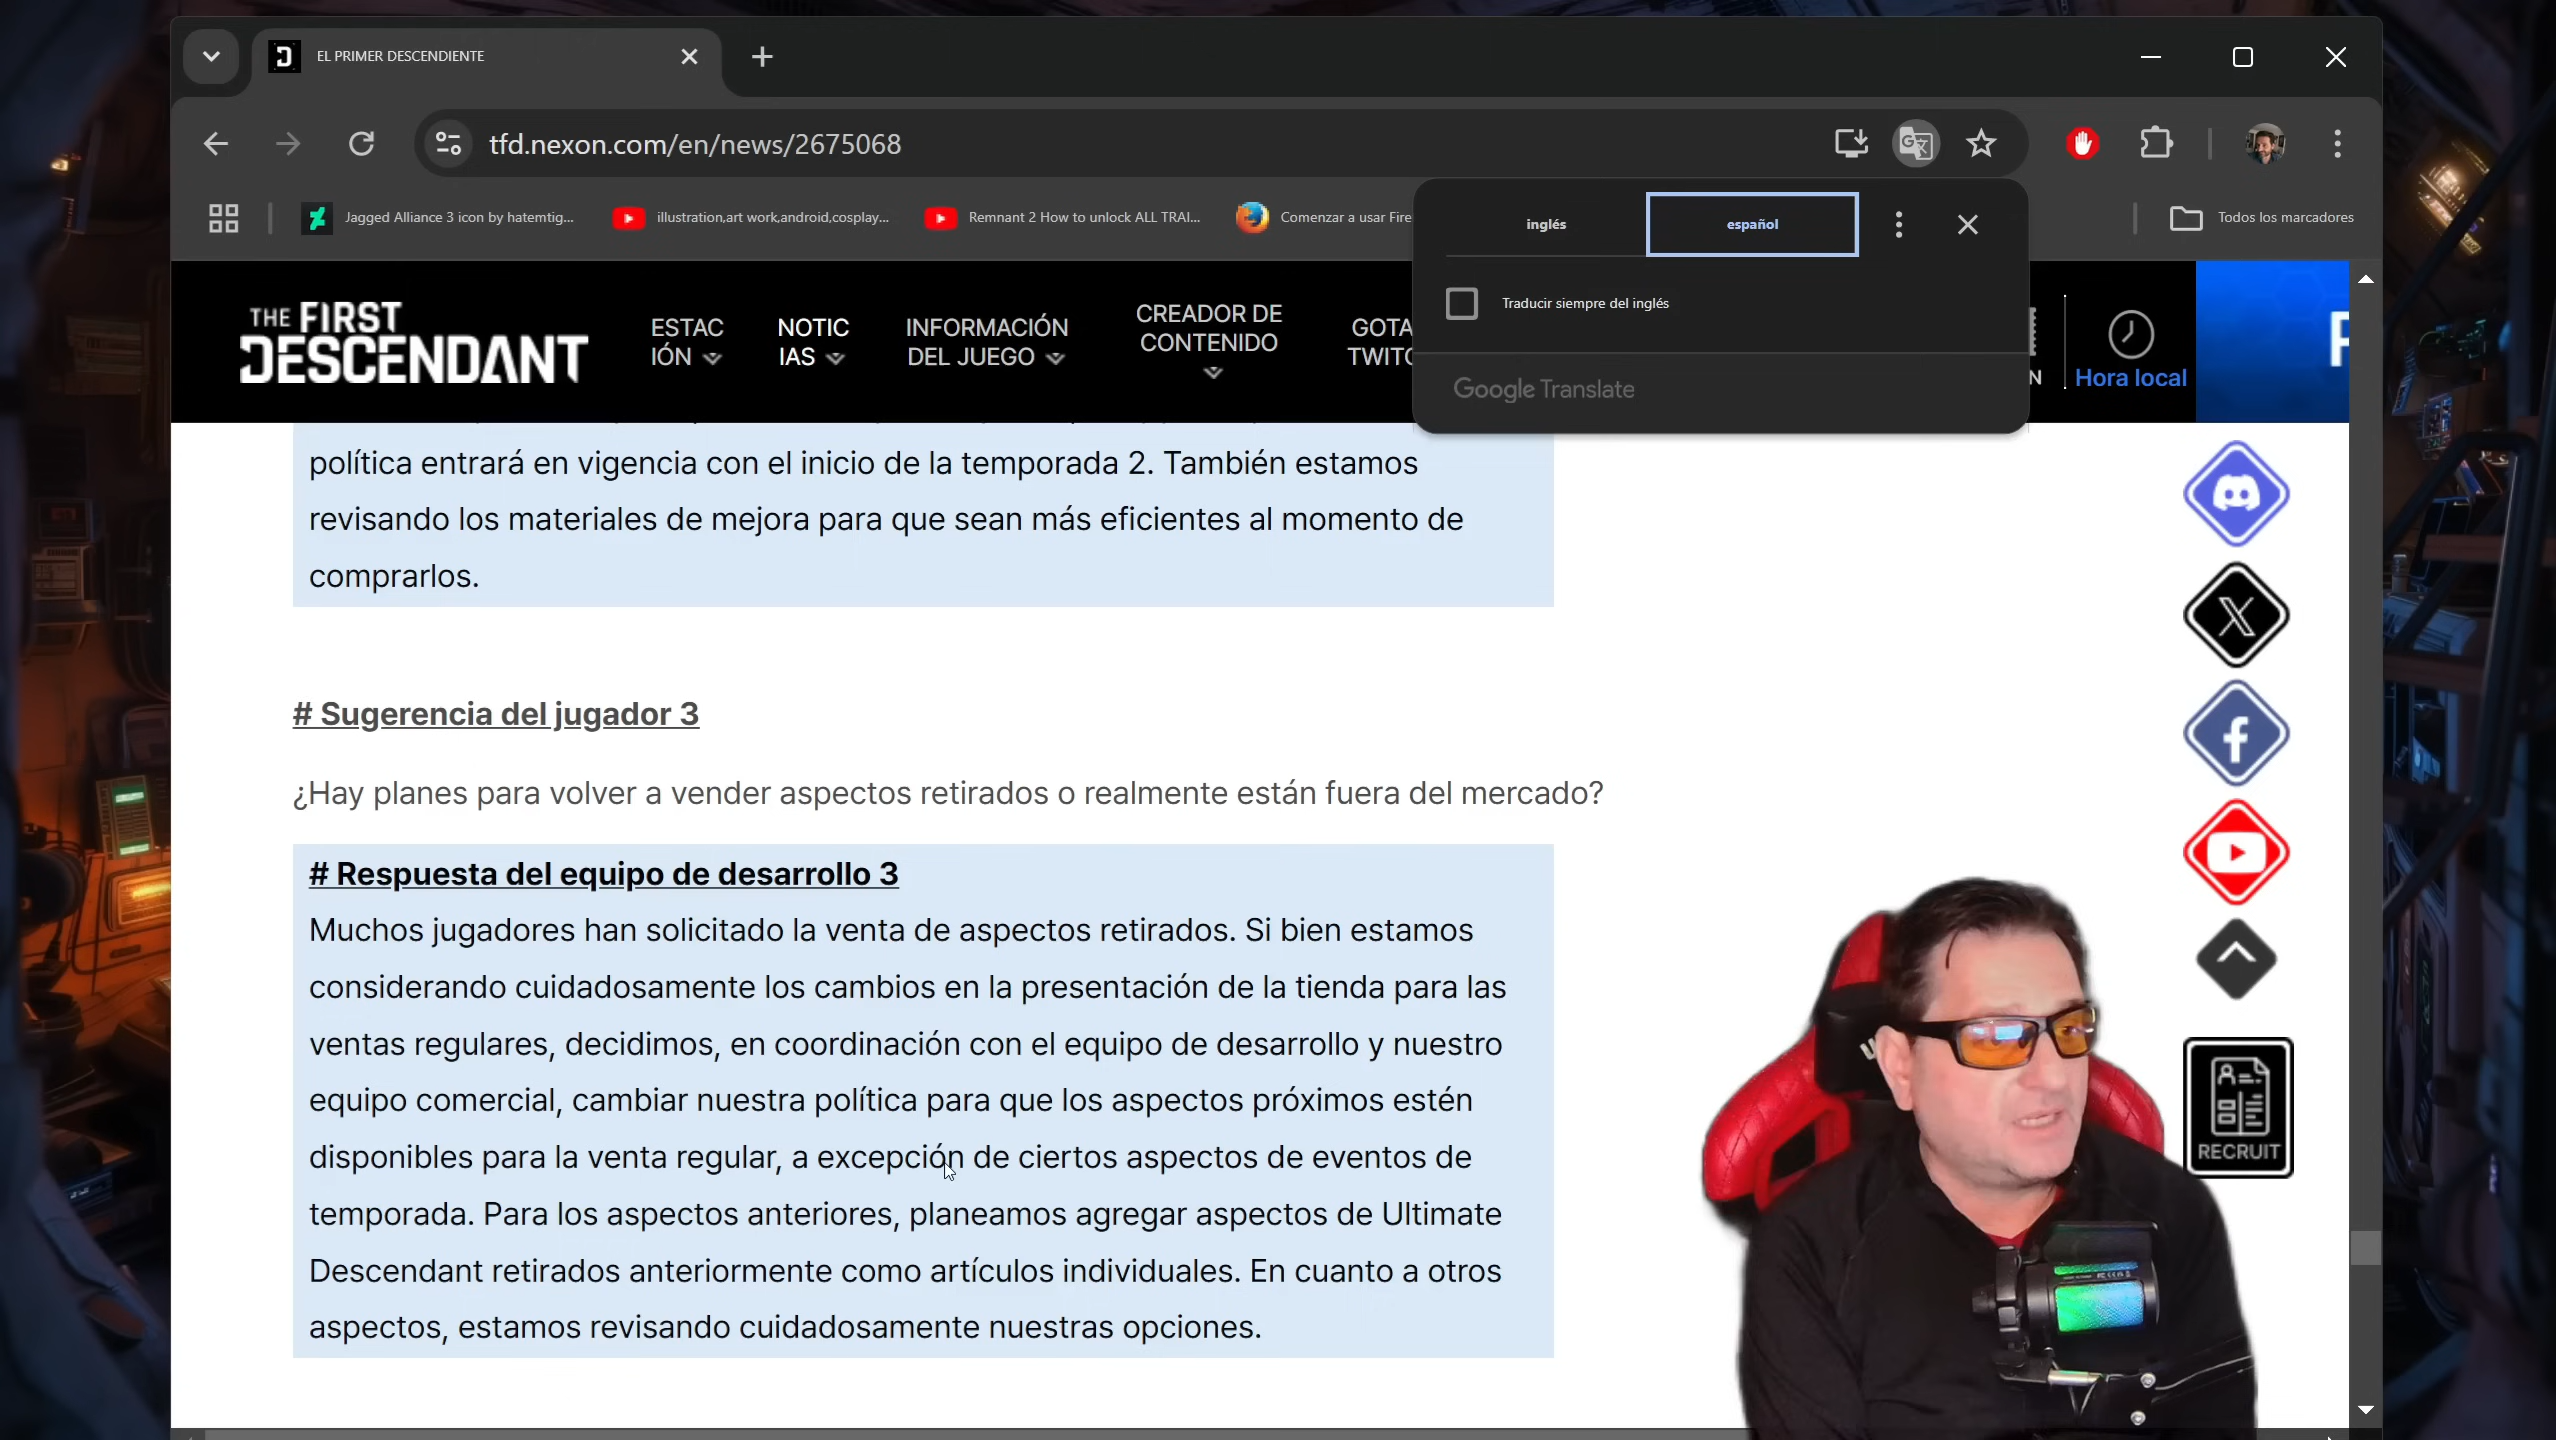 EL PRIMER DESCENDIENTE
tfd.nexon.com/en/news/2675068
Jagged Alliance 3 icon by hatemtig...
illustration,art work,android,cosplay...
Remnant 2 How to unlock ALL TRAI...
Comenzar a usar Fire
Todos los marcadores
inglés
español
Traducir siempre del inglés
Google Translate
THE FIRST
DESCENDANT
ESTAC
IÓN
NOTIC
IAS
INFORMACIÓN
DEL JUEGO
CREADOR DE
CONTENIDO
GOTA
TWITC
N
Hora local
política entrará en vigencia con el inicio de la temporada 2. También estamos
revisando los materiales de mejora para que sean más eficientes al momento de
comprarlos.
# Sugerencia del jugador 3
¿Hay planes para volver a vender aspectos retirados o realmente están fuera del mercado?
# Respuesta del equipo de desarrollo 3
Muchos jugadores han solicitado la venta de aspectos retirados. Si bien estamos
considerando cuidadosamente los cambios en la presentación de la tienda para las
ventas regulares, decidimos, en coordinación con el equipo de desarrollo y nuestro
equipo comercial, cambiar nuestra política para que los aspectos próximos estén
disponibles para la venta regular, a excepción de ciertos aspectos de eventos de
temporada. Para los aspectos anteriores, planeamos agregar aspectos de Ultimate
Descendant retirados anteriormente como artículos individuales. En cuanto a otros
aspectos, estamos revisando cuidadosamente nuestras opciones.
RECRUIT